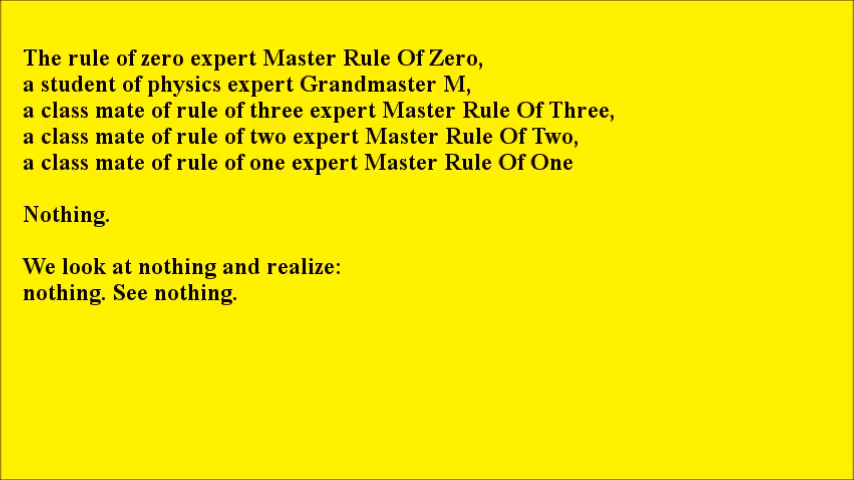 The rule of zero expert Master Rule Of Zero,
a student of physics expert Grandmaster M,
a class mate of rule of three expert Master Rule Of Three,
a class mate of rule of two expert Master Rule Of Two,
a class mate of rule of one expert Master Rule Of One
Nothing.
We look at nothing and realize:
nothing. See nothing.